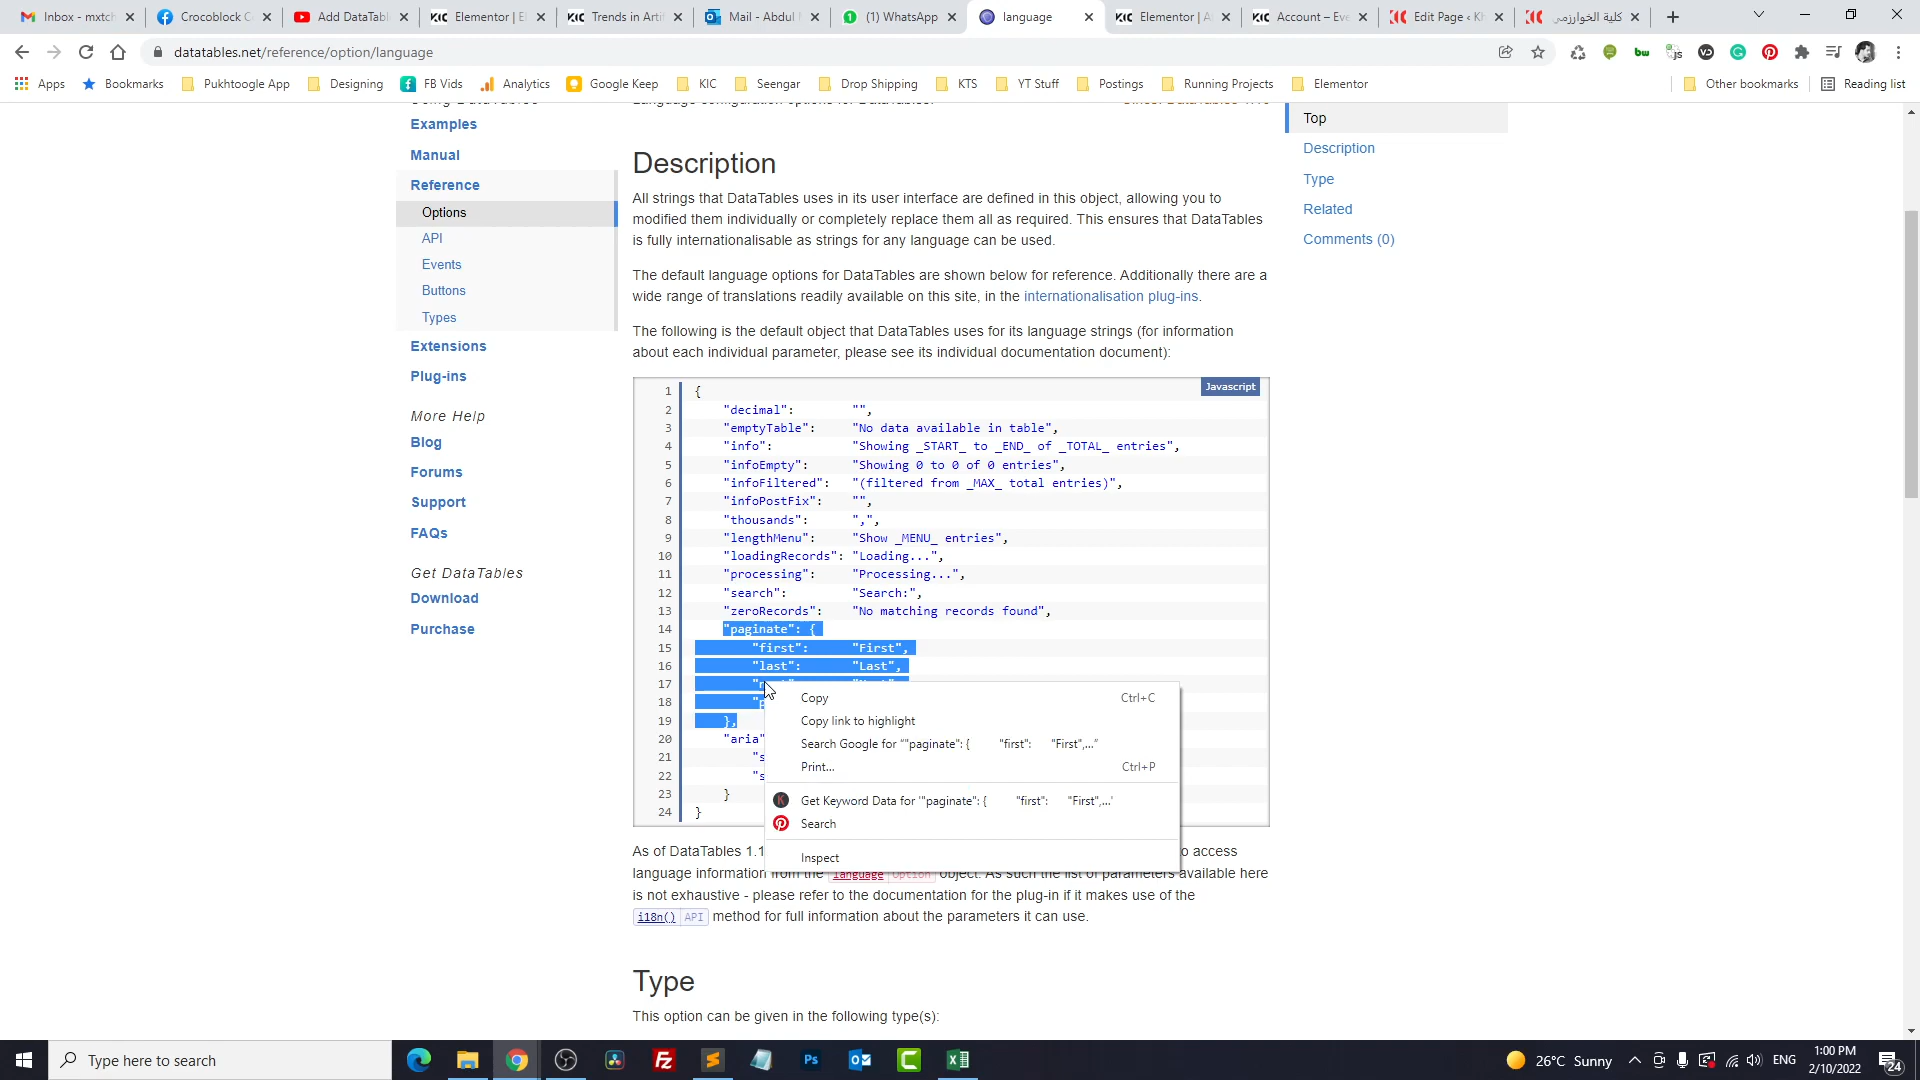 Inbox - mxtch
Crocoblock C
Add DataTabl
Elementor | E
Trends in Arti
Mail - Abdul
(1) WhatsApp
language
Elementor | A
Account – Eve
Edit Page ‹ Kh
كلية الخوارزمي
datatables.net/reference/option/language
Apps
Bookmarks
Pukhtoogle App
Designing
FB Vids
Analytics
Google Keep
KIC
Seengar
Drop Shipping
KTS
YT Stuff
Postings
Running Projects
Elementor
Other bookmarks
Reading list
Examples
Manual
Reference
Options
API
Events
Buttons
Types
Extensions
Plug-ins
More Help
Blog
Forums
Support
FAQs
Get DataTables
Download
Purchase
Description
All strings that DataTables uses in its user interface are defined in this object, allowing you to
modified them individually or completely replace them all as required. This ensures that DataTables
is fully internationalisable as strings for any language can be used.
The default language options for DataTables are shown below for reference. Additionally there are a
wide range of translations readily available on this site, in the internationalisation plug-ins.
The following is the default object that DataTables uses for its language strings (for information
about each individual parameter, please see its individual documentation document):
Javascript
1 {
2 "decimal": "",
3 "emptyTable": "No data available in table",
4 "info": "Showing _START_ to _END_ of _TOTAL_ entries",
5 "infoEmpty": "Showing 0 to 0 of 0 entries",
6 "infoFiltered": "(filtered from _MAX_ total entries)",
7 "infoPostFix": "",
8 "thousands": ",",
9 "lengthMenu": "Show _MENU_ entries",
10 "loadingRecords": "Loading...",
11 "processing": "Processing...",
12 "search": "Search:",
13 "zeroRecords": "No matching records found",
14 "paginate": {
15 "first": "First",
16 "last": "Last",
17
18 "p
19 },
20 "aria"
21 "s
22 "s
23 }
24 }
Copy Ctrl+C
Copy link to highlight
Search Google for ““paginate": { "first": "First",...”
Print... Ctrl+P
Get Keyword Data for '"paginate": { "first": "First",...'
Search
Inspect
As of DataTables 1.1 o access
language information from the language option object. As such the list of parameters available here
is not exhaustive - please refer to the documentation for the plug-in if it makes use of the
i18n() API method for full information about the parameters it can use.
Type
This option can be given in the following type(s):
Top
Description
Type
Related
Comments (0)
Type here to search
Ps
26°C Sunny
ENG
1:00 PM
2/10/2022
24